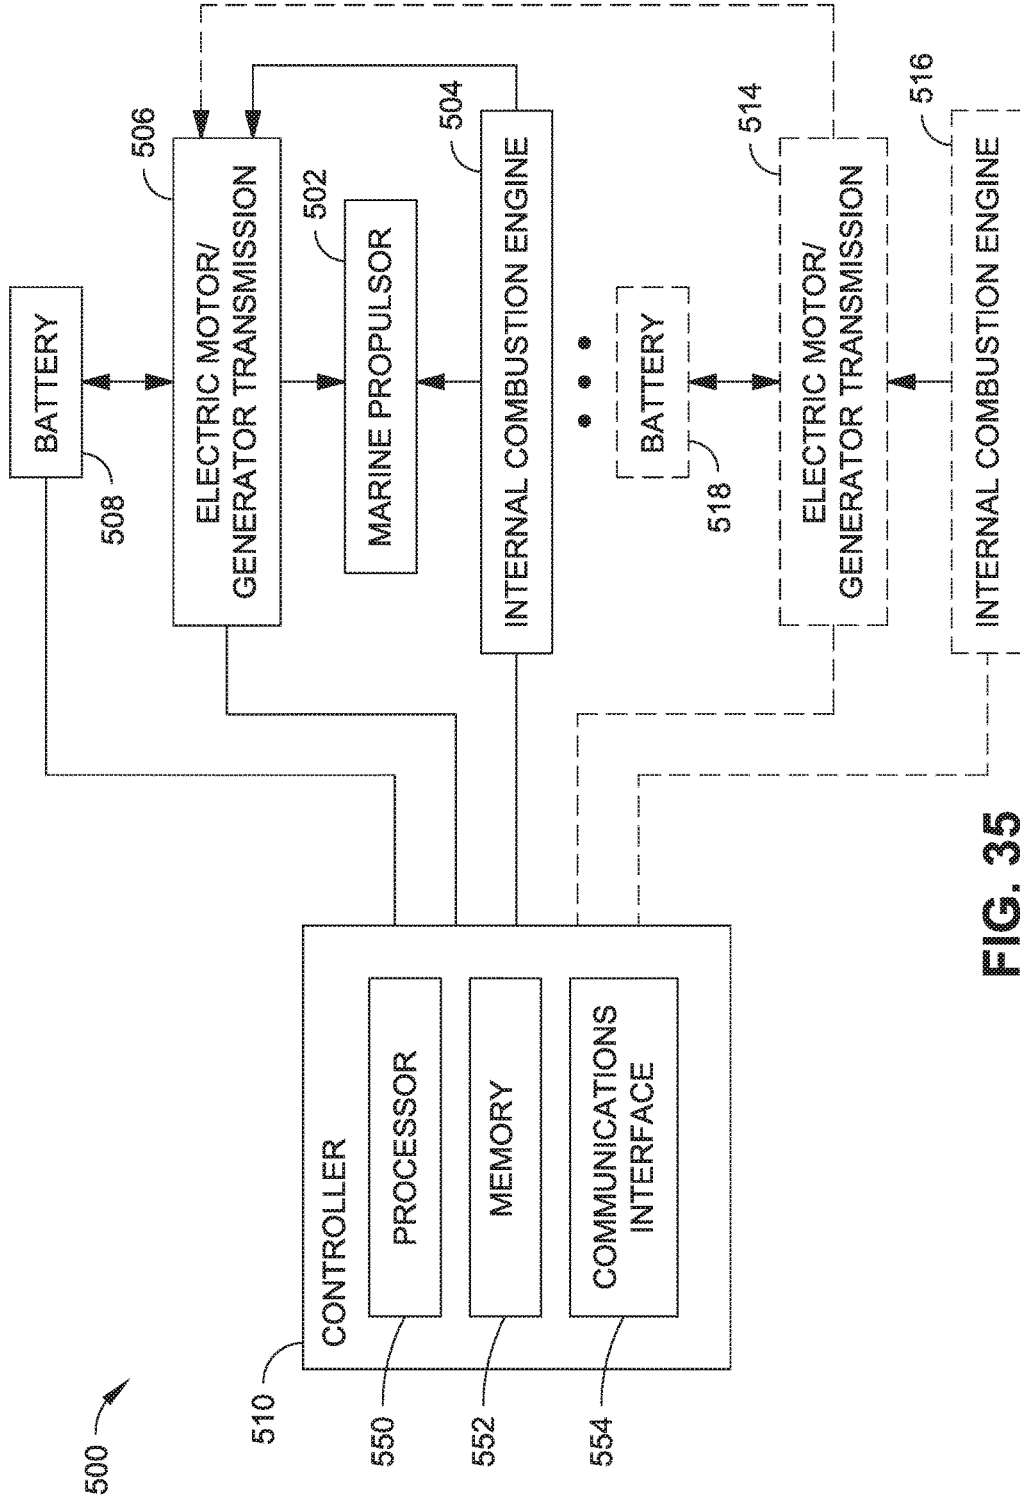 500
510
CONTROLLER
550
PROCESSOR
552
MEMORY
554
COMMUNICATIONS
INTERFACE
508
BATTERY
506
ELECTRIC MOTOR/
GENERATOR TRANSMISSION
502
MARINE PROPULSOR
504
INTERNAL COMBUSTION ENGINE
518
BATTERY
514
ELECTRIC MOTOR/
GENERATOR TRANSMISSION
516
INTERNAL COMBUSTION ENGINE
FIG. 35